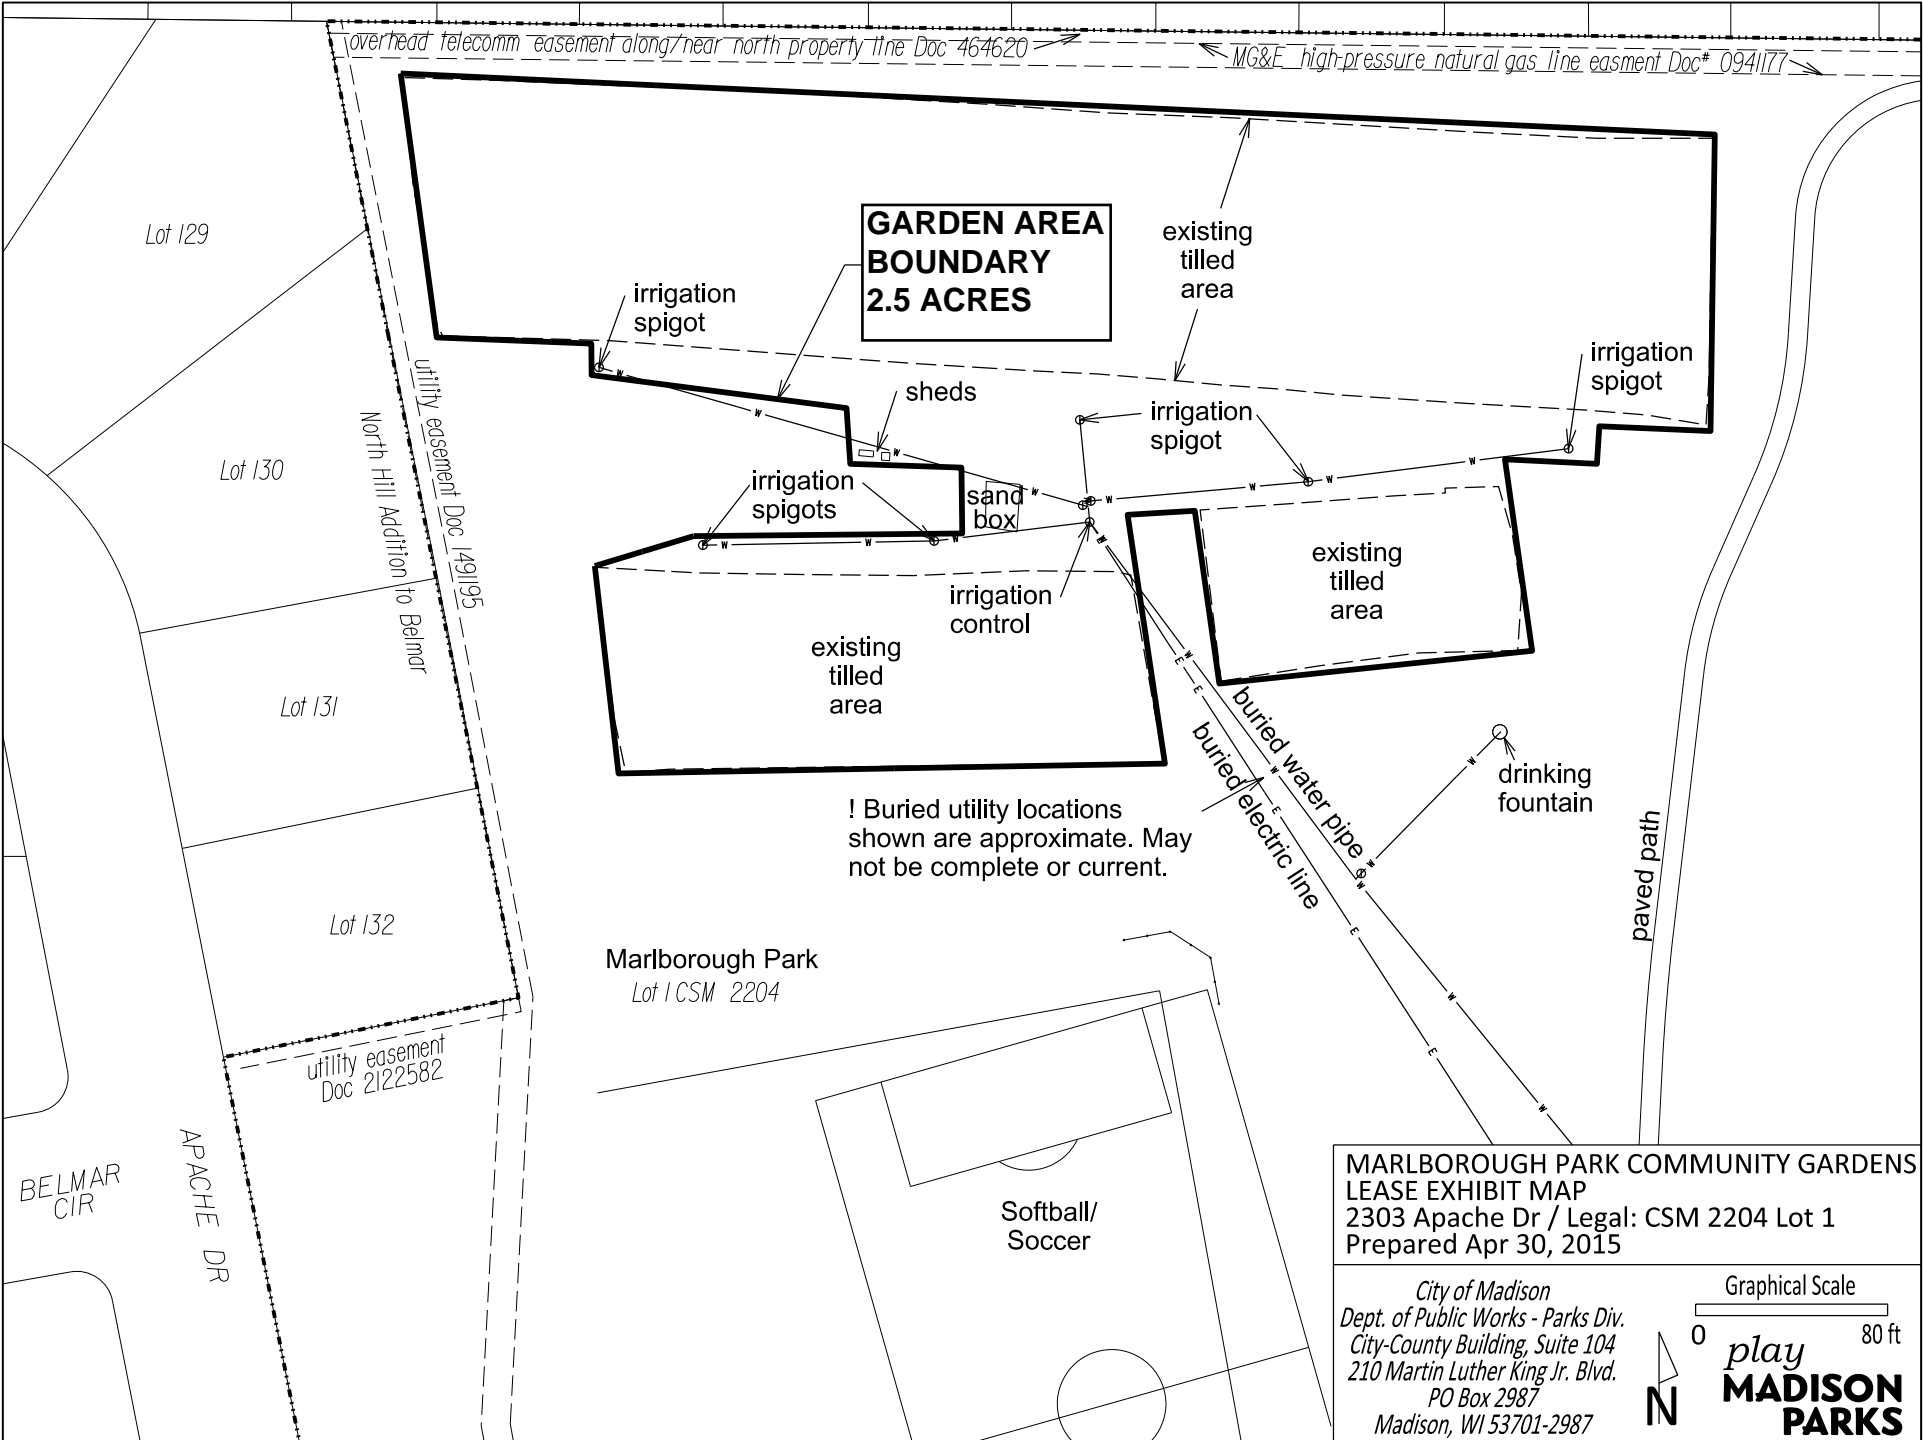 overhead telecomm easement along/near north property line Doc 464620
MG&E high-pressure natural gas line easment Doc# 0941177
Lot 129
GARDEN AREA
BOUNDARY
2.5 ACRES
existing
tilled
area
irrigation
spigot
irrigation
spigot
sheds
irrigation
spigot
utility easement Doc 1491195
North Hill Addition to Belmar
Lot 130
irrigation
spigots
sand
box
existing
tilled
area
irrigation
control
existing
tilled
area
Lot 131
buried water pipe
buried electric line
drinking
fountain
! Buried utility locations
shown are approximate. May
not be complete or current.
paved path
Lot 132
Marlborough Park
Lot 1 CSM 2204
utility easement
Doc 2122582
BELMAR
CIR
APACHE DR
Softball/
Soccer
W W W W W W W W W W W W W W W W W W W W W
E E E E E
MARLBOROUGH PARK COMMUNITY GARDENS
LEASE EXHIBIT MAP
2303 Apache Dr / Legal: CSM 2204 Lot 1
Prepared Apr 30, 2015
City of Madison
Dept. of Public Works - Parks Div.
City-County Building, Suite 104
210 Martin Luther King Jr. Blvd.
PO Box 2987
Madison, WI 53701-2987
N
Graphical Scale
0 80 ft
play
MADISON
PARKS